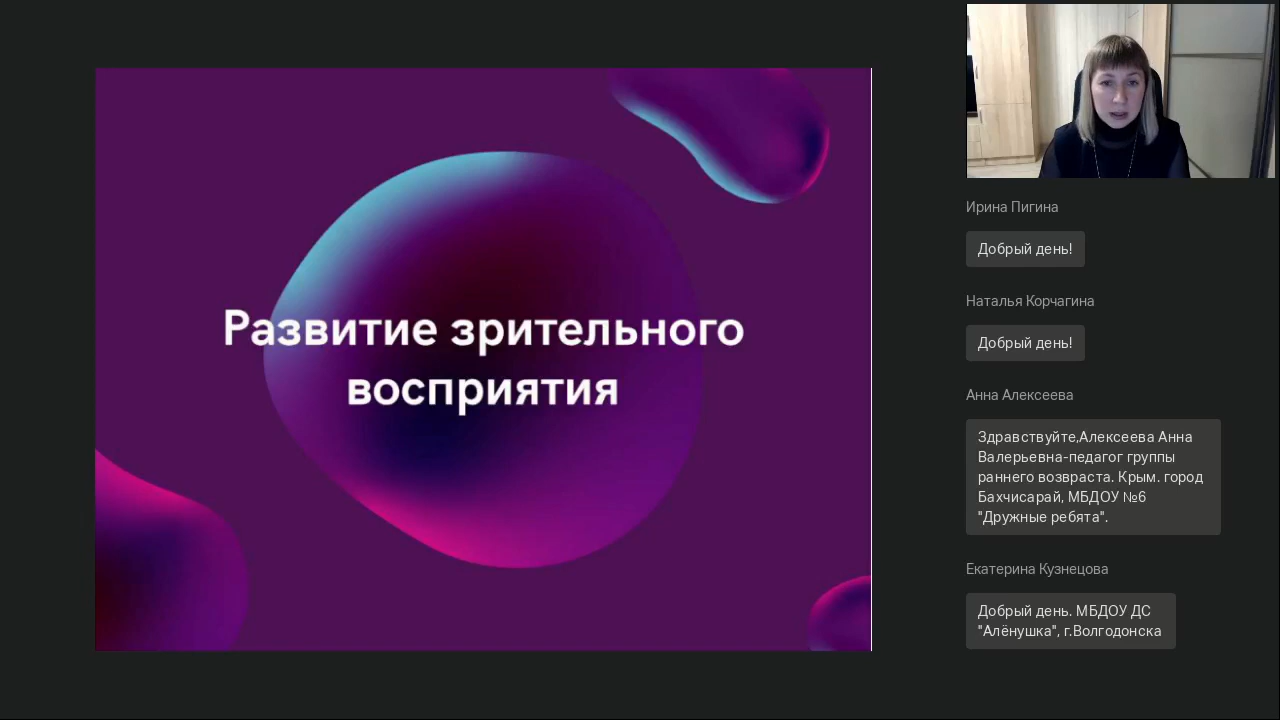 Развитие зрительного
восприятия
Ирина Пигина
Добрый день!
Наталья Корчагина
Добрый день!
Анна Алексеева
Здравствуйте,Алексеева Анна
Валерьевна-педагог группы
раннего возвраста. Крым. город
Бахчисарай, МБДОУ №6
"Дружные ребята".
Екатерина Кузнецова
Добрый день. МБДОУ ДС
"Алёнушка", г.Волгодонска